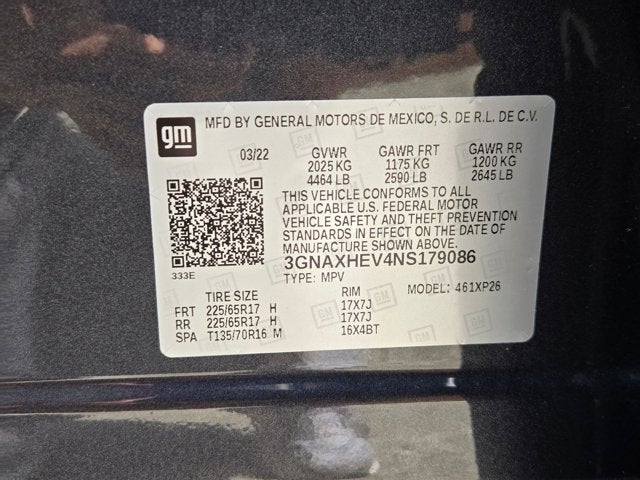 gm MFD BY GENERAL MOTORS DE MEXICO, S. DE R.L. DE C.V.
03/22 GVWR GAWR FRT GAWR RR
2025 KG 1175 KG 1200 KG
4464 LB 2590 LB 2645 LB
THIS VEHICLE CONFORMS TO ALL
APPLICABLE U.S. FEDERAL MOTOR
VEHICLE SAFETY AND THEFT PREVENTION
STANDARDS IN EFFECT ON THE DATE OF
MANUFACTURE SHOWN ABOVE.
333E 3GNAXHEV4NS179086
TYPE: MPV MODEL: 461XP26
TIRE SIZE RIM
FRT 225/65R17 H 17X7J
RR 225/65R17 H 17X7J
SPA T135/70R16 M 16X4BT